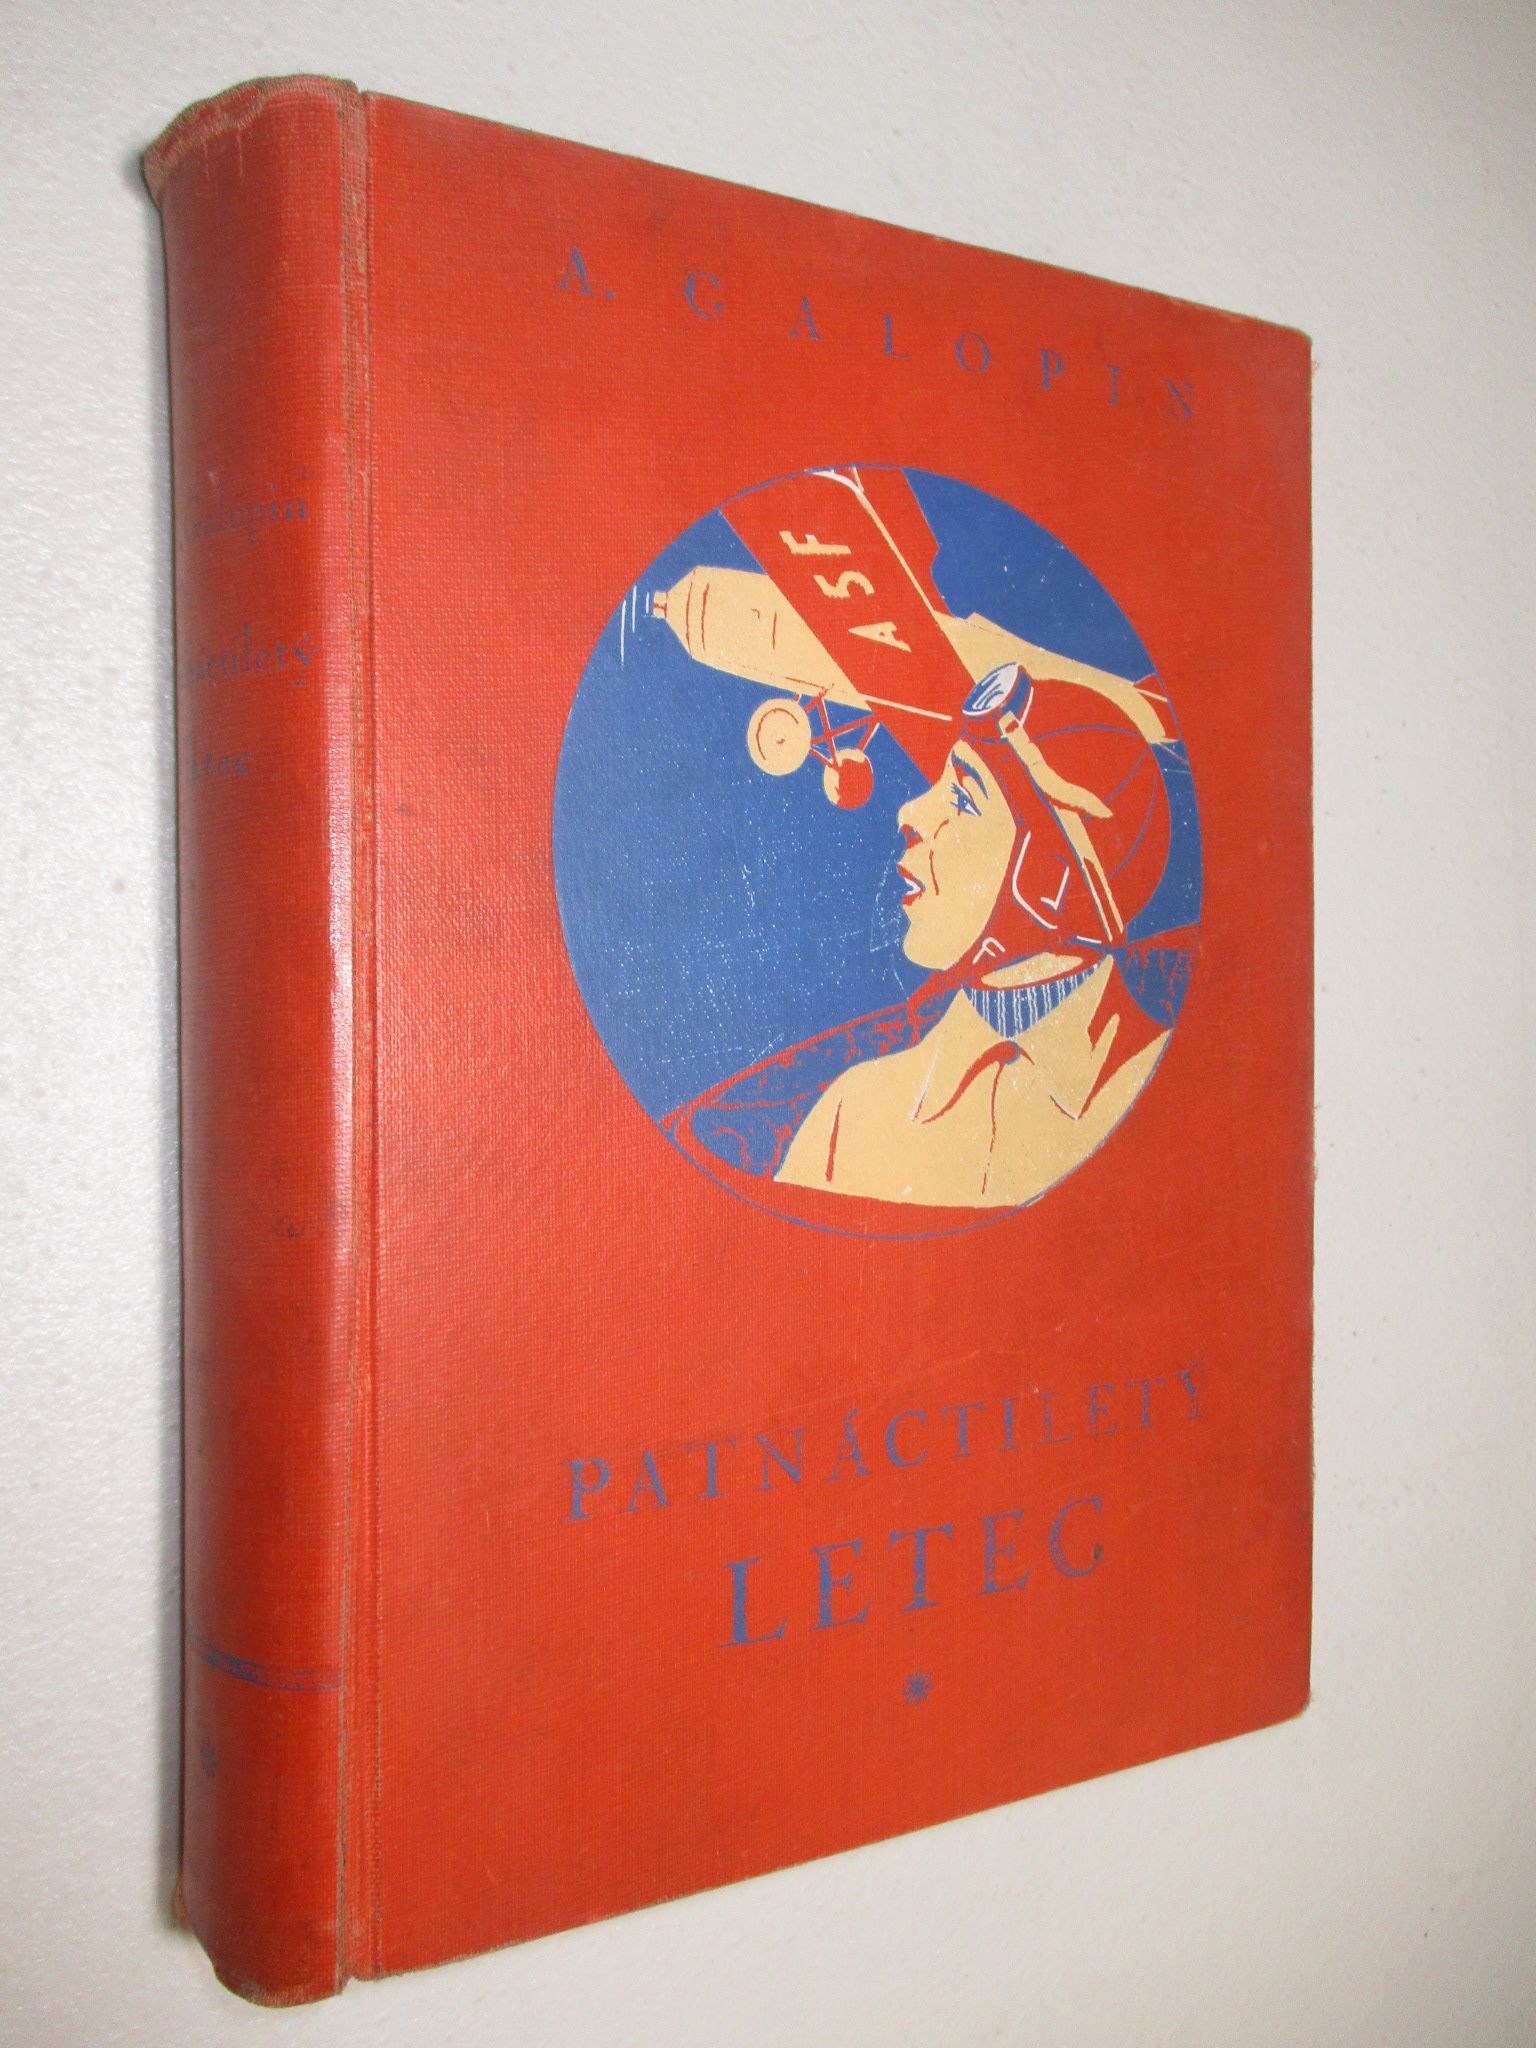 A. GALOPIN
A5F
PATNÁCTILETÝ
LETEC
*